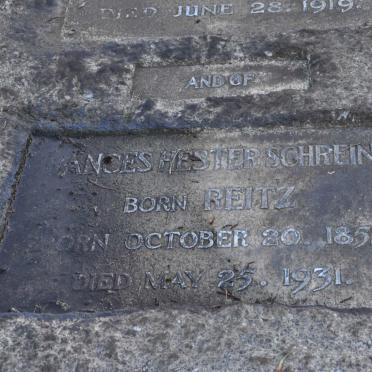 DIED JUNE 28. 1919.
AND OF
ANCES HESTER SCHREIN
BORN REITZ
ORN OCTOBER 20. 185
DIED MAY 25. 1931.